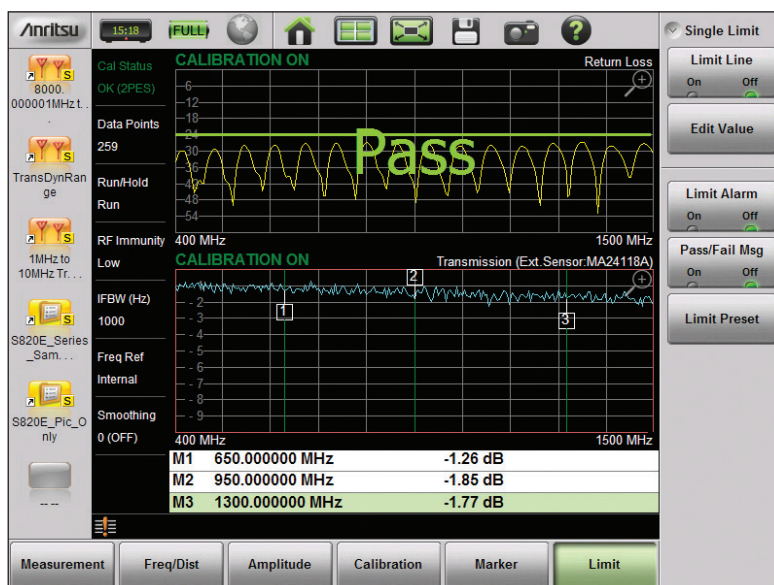 Anritsu
15:18
FULL
?
8000.
000001MHz t. .
.
TransDynRan
ge
1MHz to
10MHz Tr. . .
S820E_Series
_Sam. . .
S820E_Pic_O
nly
-- --
Cal Status
OK (2PES)
Data Points
259
Run/Hold
Run
RF Immunity
Low
IFBW (Hz)
1000
Freq Ref
Internal
Smoothing
0 (OFF)
CALIBRATION ON
Return Loss
-6
-12
-18
-24
-30
-36
-42
-48
-54
Pass
400 MHz
1500 MHz
CALIBRATION ON
Transmission (Ext.Sensor:MA24118A)
- 2
- 3
- 4
- 5
- 6
- 7
- 8
- 9
1
2
3
400 MHz
1500 MHz
M1 650.000000 MHz -1.26 dB
M2 950.000000 MHz -1.85 dB
M3 1300.000000 MHz -1.77 dB
Single Limit
Limit Line
On Off
Edit Value
Limit Alarm
On Off
Pass/Fail Msg
On Off
Limit Preset
Measurement
Freq/Dist
Amplitude
Calibration
Marker
Limit